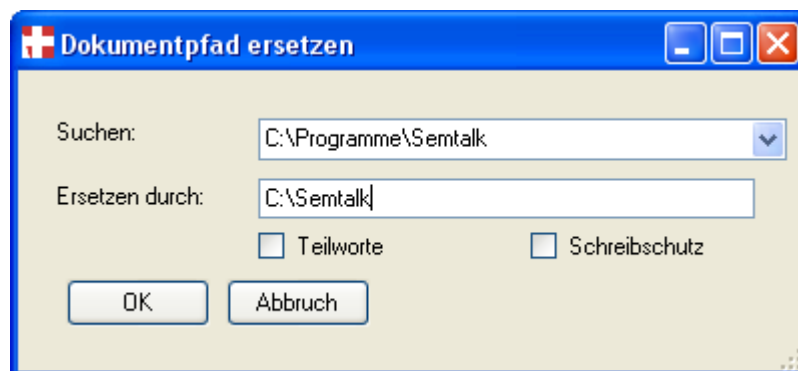 Dokumentpfad ersetzen
Suchen: C:\Programme\Semtalk
Ersetzen durch: C:\Semtalk
Teilworte Schreibschutz
OK Abbruch